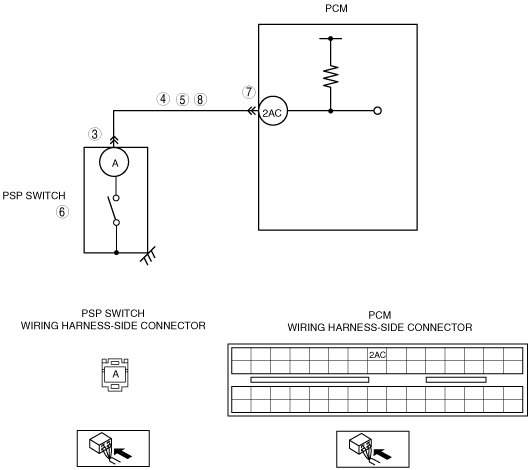 PCM
4 5 8 7
2AC
3
A
PSP SWITCH
6
PSP SWITCH
WIRING HARNESS-SIDE CONNECTOR
A
PCM
WIRING HARNESS-SIDE CONNECTOR
2AC